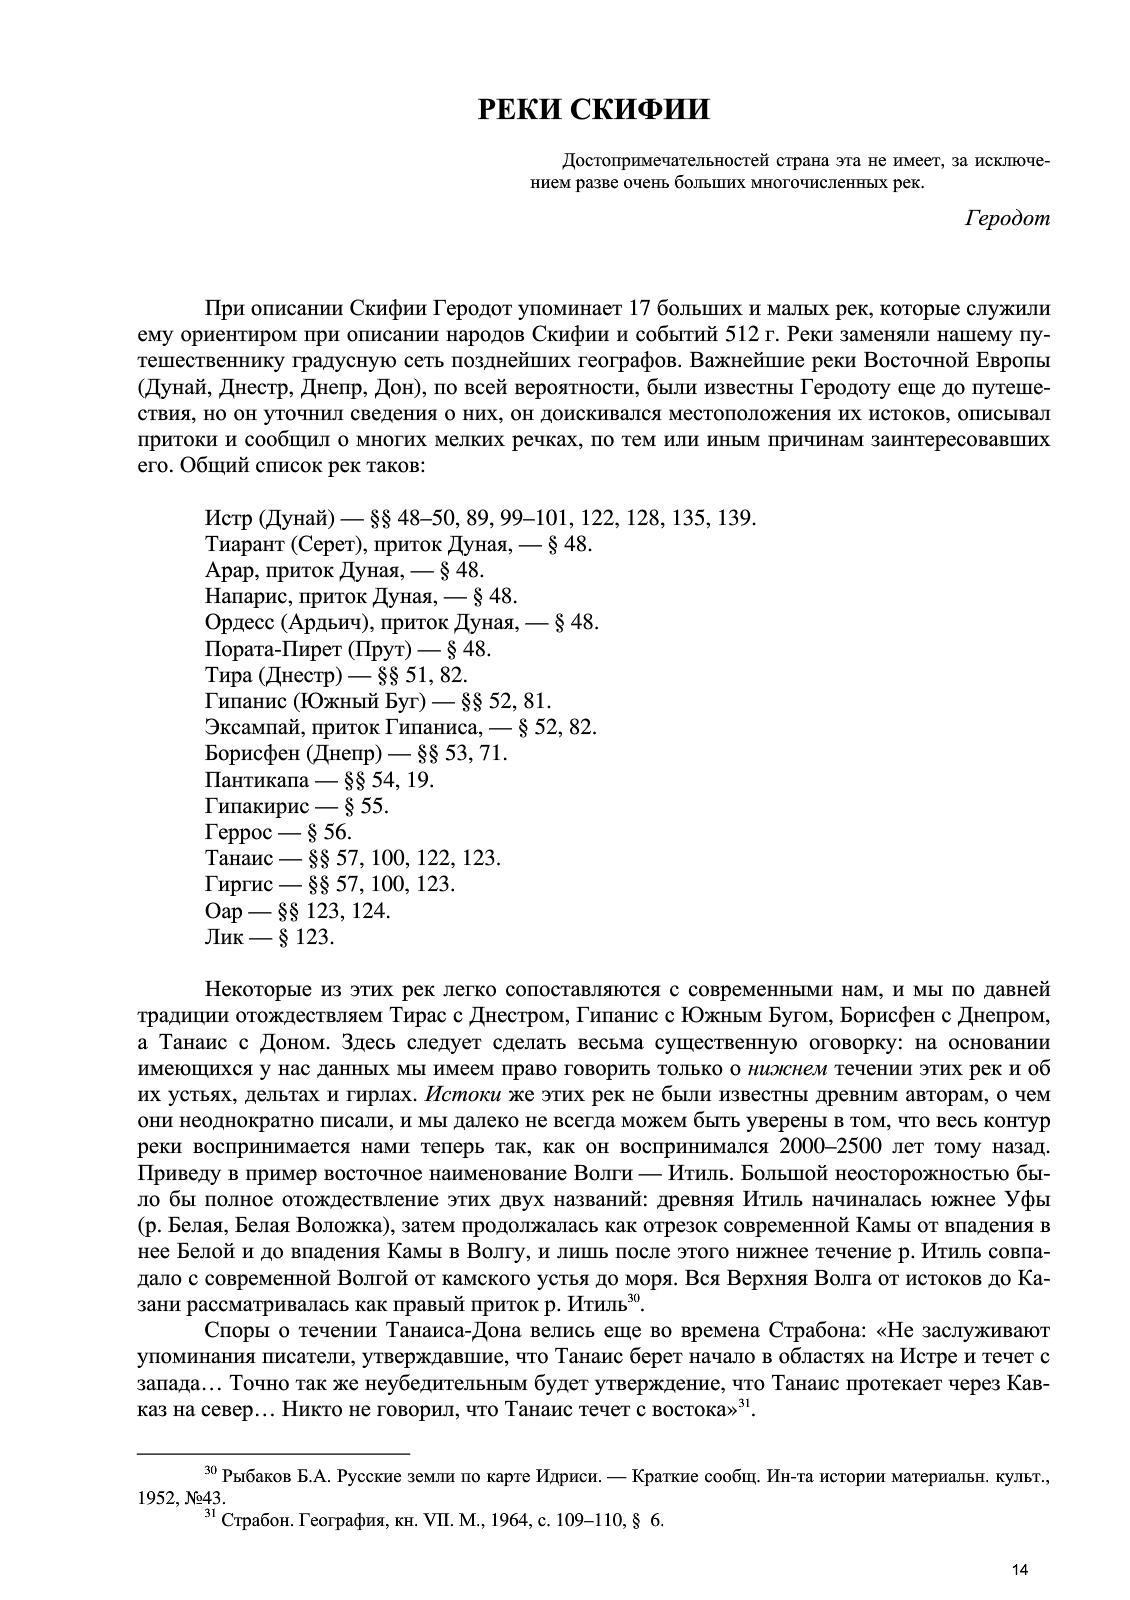 РЕКИ СКИФИИ
Достопримечательностей страна эта не имеет, за исключе-
нием разве очень больших многочисленных рек.
Геродот
При описании Скифии Геродот упоминает 17 больших и малых рек, которые служили
ему ориентиром при описании народов Скифии и событий 512 г. Реки заменяли нашему пу-
тешественнику градусную сеть позднейших географов. Важнейшие реки Восточной Европы
(Дунай, Днестр, Днепр, Дон), по всей вероятности, были известны Геродоту еще до путеше-
ствия, но он уточнил сведения о них, он доискивался местоположения их истоков, описывал
притоки и сообщил о многих мелких речках, по тем или иным причинам заинтересовавших
его. Общий список рек таков:
Истр (Дунай) — §§ 48–50, 89, 99–101, 122, 128, 135, 139.
Тиарант (Серет), приток Дуная, — § 48.
Арар, приток Дуная, — § 48.
Напарис, приток Дуная, — § 48.
Ордесс (Ардьич), приток Дуная, — § 48.
Пората-Пирет (Прут) — § 48.
Тира (Днестр) — §§ 51, 82.
Гипанис (Южный Буг) — §§ 52, 81.
Эксампай, приток Гипаниса, — § 52, 82.
Борисфен (Днепр) — §§ 53, 71.
Пантикапа — §§ 54, 19.
Гипакирис — § 55.
Геррос — § 56.
Танаис — §§ 57, 100, 122, 123.
Гиргис — §§ 57, 100, 123.
Оар — §§ 123, 124.
Лик — § 123.
Некоторые из этих рек легко сопоставляются с современными нам, и мы по давней
традиции отождествляем Тирас с Днестром, Гипанис с Южным Бугом, Борисфен с Днепром,
а Танаис с Доном. Здесь следует сделать весьма существенную оговорку: на основании
имеющихся у нас данных мы имеем право говорить только о нижнем течении этих рек и об
их устьях, дельтах и гирлах. Истоки же этих рек не были известны древним авторам, о чем
они неоднократно писали, и мы далеко не всегда можем быть уверены в том, что весь контур
реки воспринимается нами теперь так, как он воспринимался 2000–2500 лет тому назад.
Приведу в пример восточное наименование Волги — Итиль. Большой неосторожностью бы-
ло бы полное отождествление этих двух названий: древняя Итиль начиналась южнее Уфы
(р. Белая, Белая Воложка), затем продолжалась как отрезок современной Камы от впадения в
нее Белой и до впадения Камы в Волгу, и лишь после этого нижнее течение р. Итиль совпа-
дало с современной Волгой от камского устья до моря. Вся Верхняя Волга от истоков до Ка-
зани рассматривалась как правый приток р. Итиль³⁰.
Споры о течении Танаиса-Дона велись еще во времена Страбона: «Не заслуживают
упоминания писатели, утверждавшие, что Танаис берет начало в областях на Истре и течет с
запада… Точно так же неубедительным будет утверждение, что Танаис протекает через Кав-
каз на север… Никто не говорил, что Танаис течет с востока»³¹.
³⁰ Рыбаков Б.А. Русские земли по карте Идриси. — Краткие сообщ. Ин-та истории материальн. культ.,
1952, №43.
³¹ Страбон. География, кн. VII. М., 1964, с. 109–110, § 6.
14